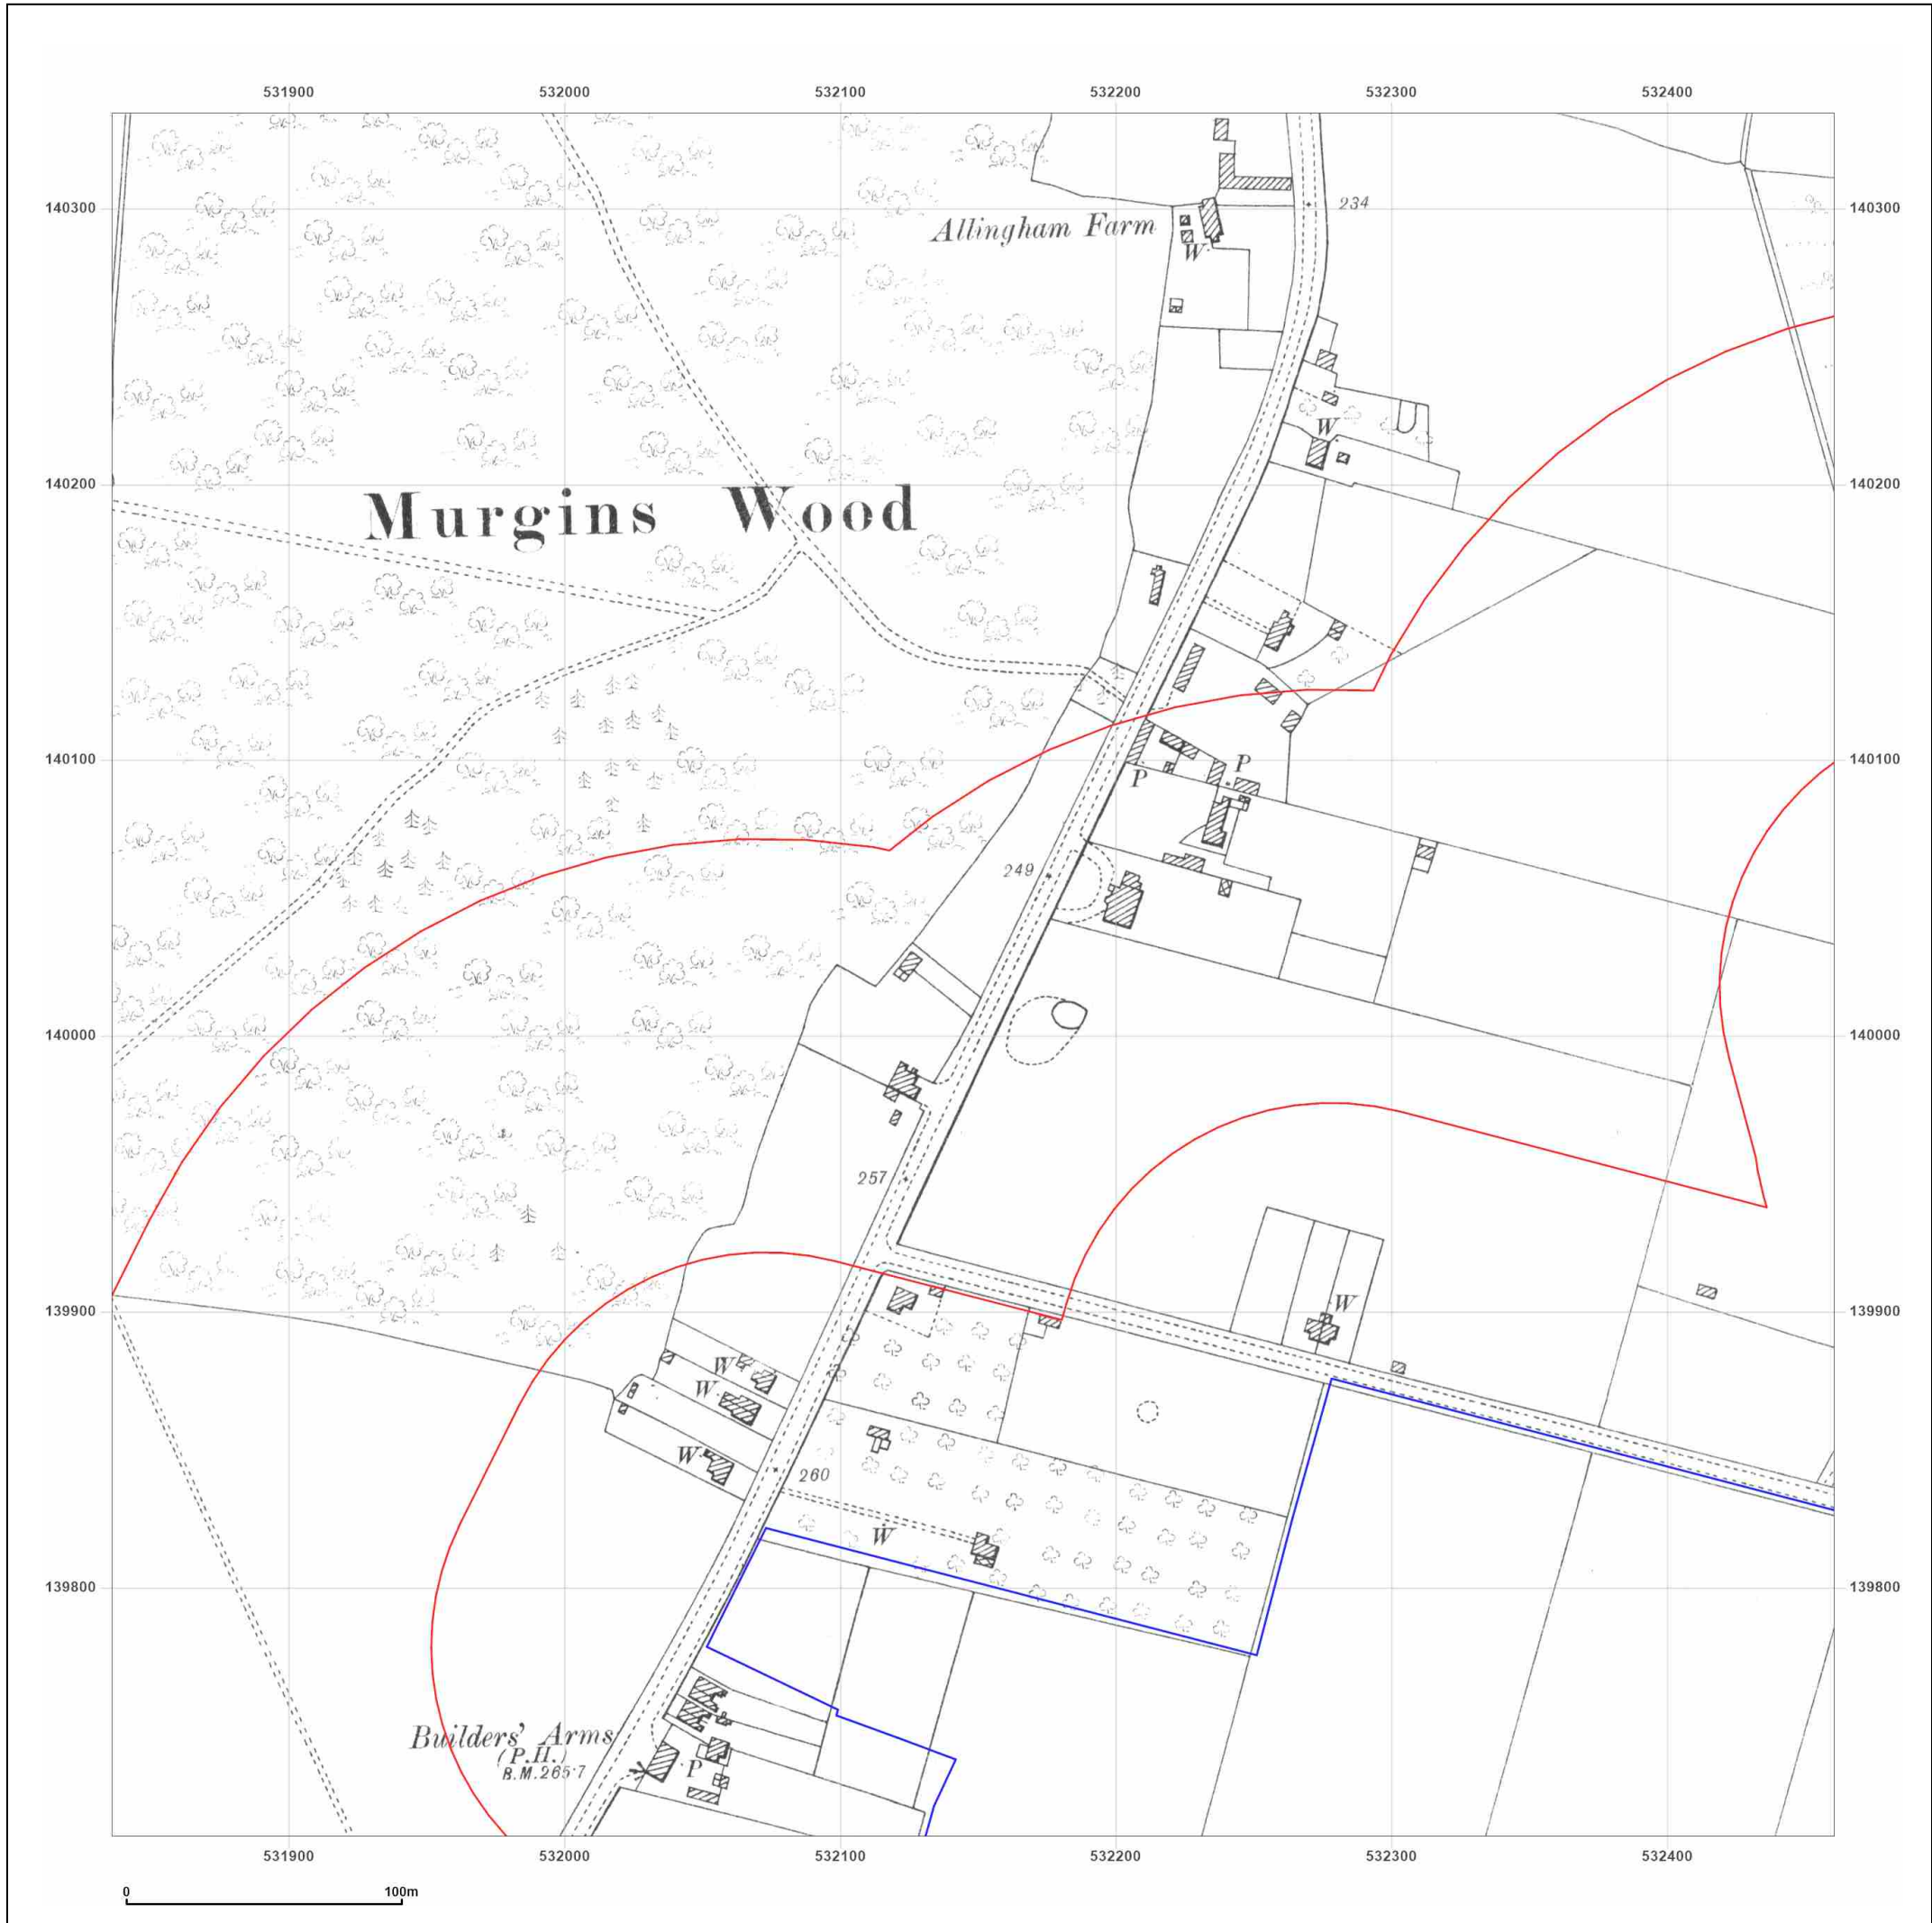 531900 532000 532100 532200 532300 532400
140300 140300
234
Allingham Farm
W
W
140200 140200
Murgins Wood
140100 140100
P
P
249
140000 140000
257
139900 139900
W
W
W
W
260
W
139800 139800
Builders' Arms
(P.H.)
B.M.265·7
P
531900 532000 532100 532200 532300 532400
0 100m